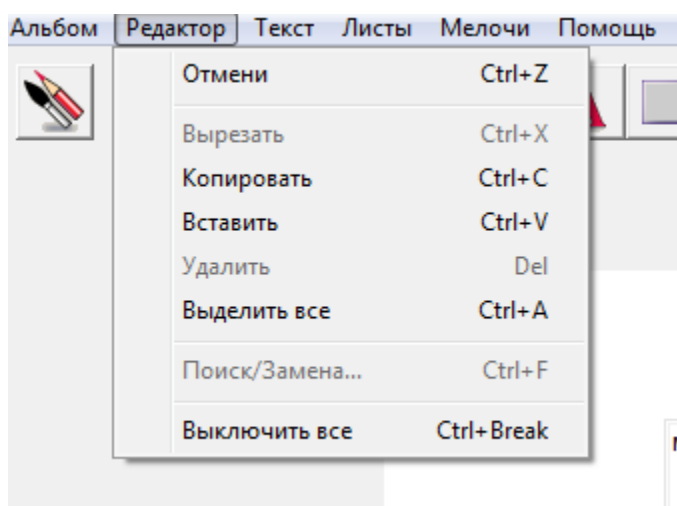 Альбом Редактор Текст Листы Мелочи Помощь
Отмени Ctrl+Z
Вырезать Ctrl+X
Копировать Ctrl+C
Вставить Ctrl+V
Удалить Del
Выделить все Ctrl+A
Поиск/Замена... Ctrl+F
Выключить все Ctrl+Break